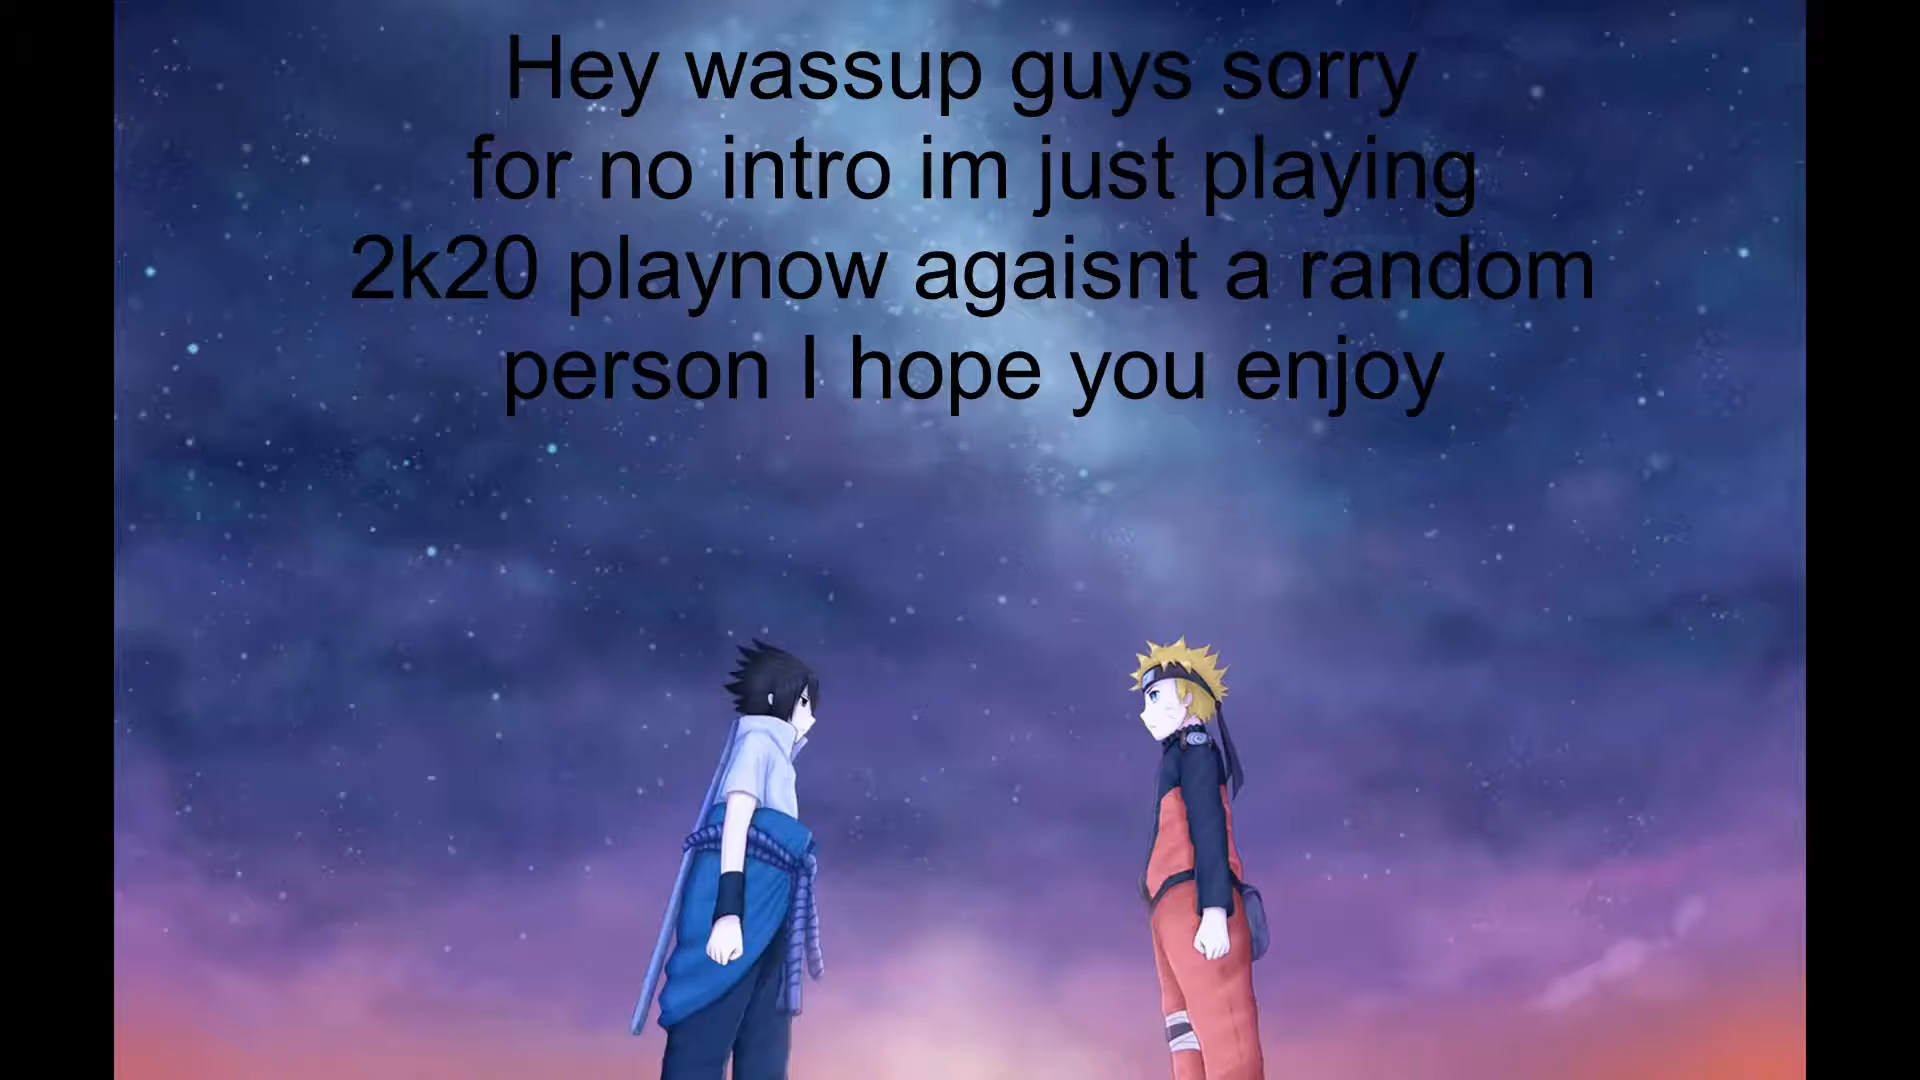 Hey wassup guys sorry
for no intro im just playing
2k20 playnow agaisnt a random
person I hope you enjoy